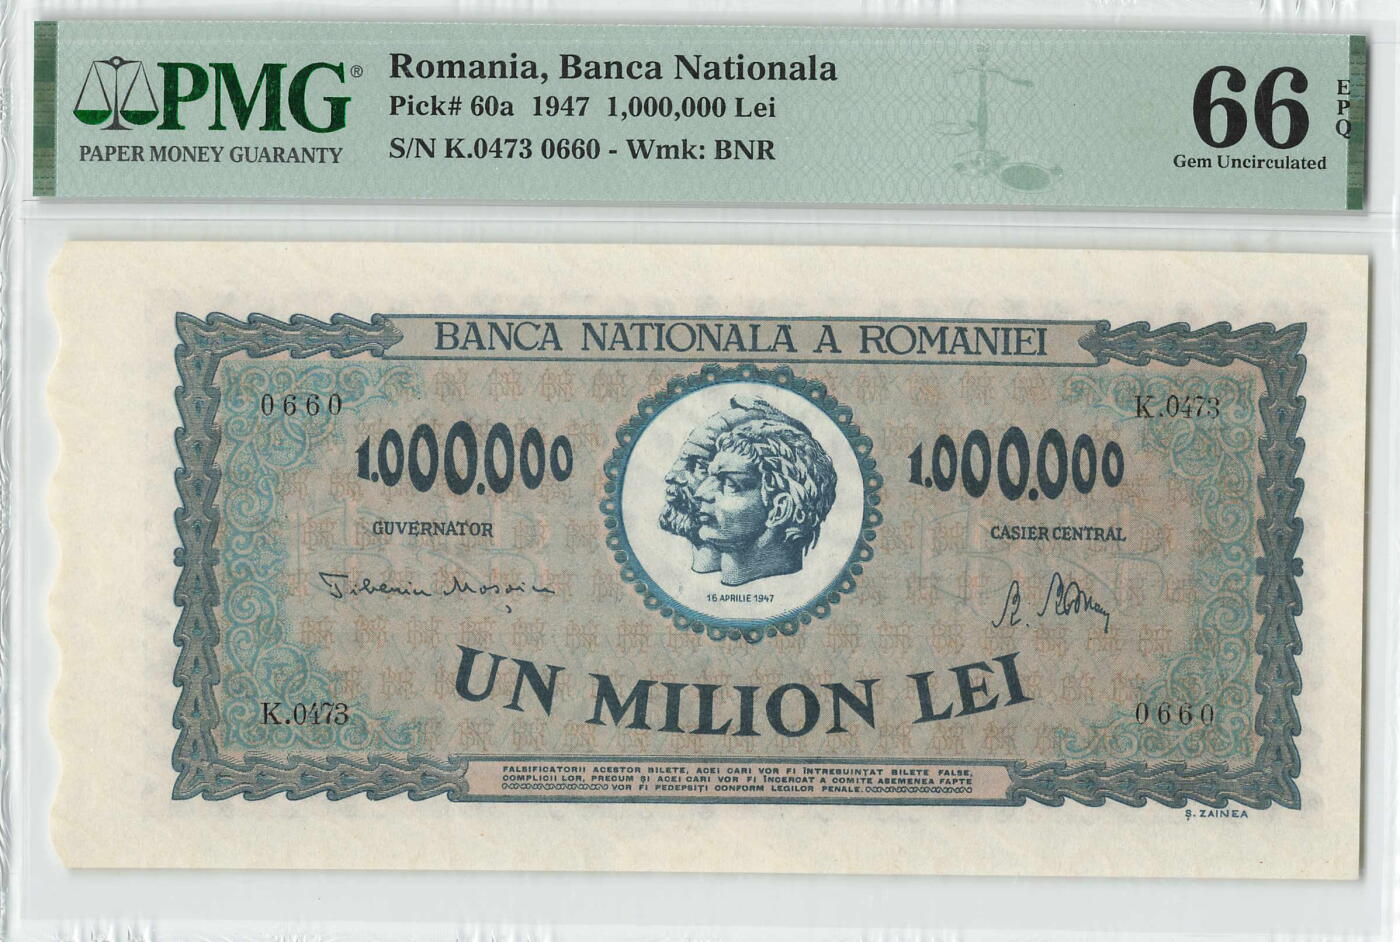 PMG®
PAPER MONEY GUARANTY
Romania, Banca Nationala
Pick# 60a 1947 1,000,000 Lei
S/N K.0473 0660 - Wmk: BNR
66
EPQ
Gem Uncirculated
BANCA NATIONALA A ROMANIEI
0660
K.0473
1.000.000
1.000.000
GUVERNATOR
CASIER CENTRAL
16 APRILIE 1947
UN MILION LEI
K.0473
0660
FALSIFICATORII ACESTOR BILETE, ACEI CARI VOR FI ÎNTREBUINȚAT BILETE FALSE,
COMPLICII LOR, PRECUM ȘI ACEI CARI VOR FI ÎNCERCAT A COMITE ASEMENEA FAPTE
VOR FI PEDEPSIȚI CONFORM LEGILOR PENALE.
Ș. ZAINEA